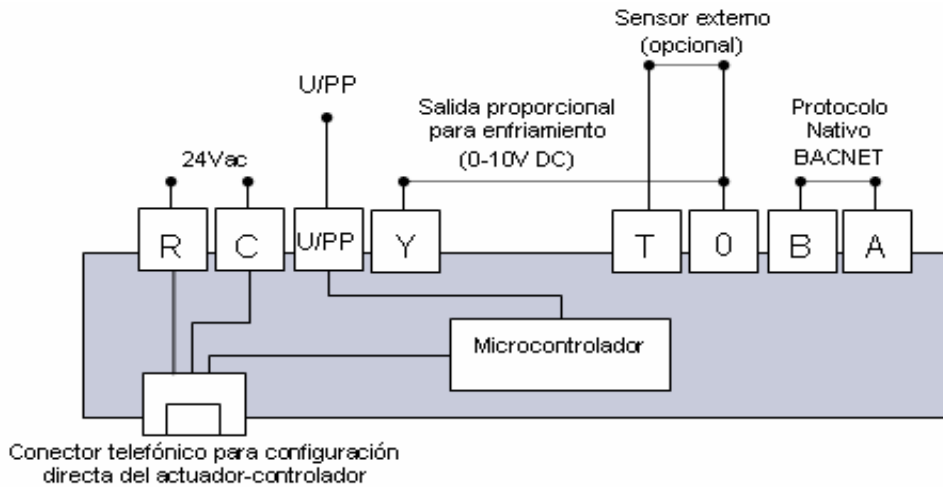 Sensor externo
(opcional)
U/PP
Salida proporcional
para enfriamiento
(0-10V DC)
Protocolo
Nativo
BACNET
24Vac
R
C
U/PP
Y
T
0
B
A
Microcontrolador
Conector telefónico para configuración
directa del actuador-controlador